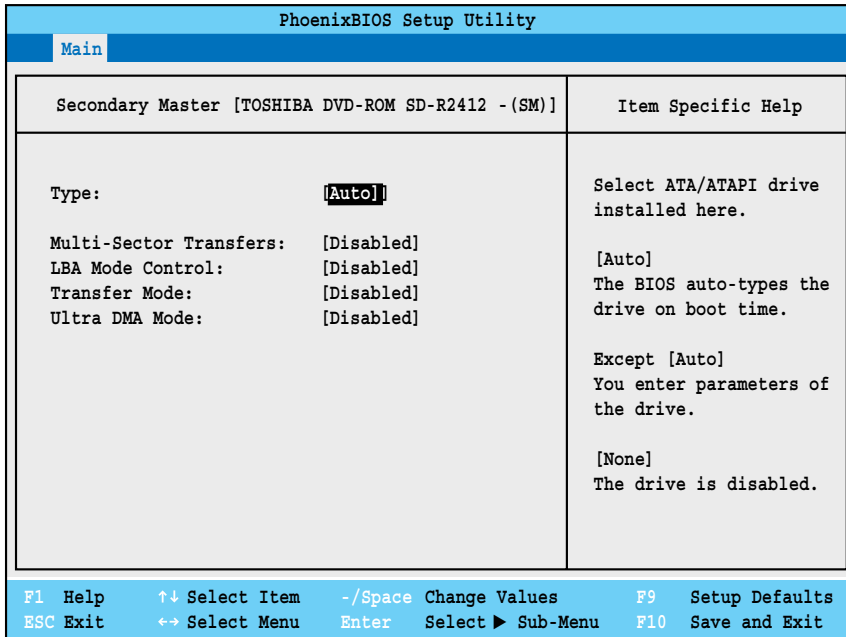 PhoenixBIOS Setup Utility
Main
Secondary Master [TOSHIBA DVD-ROM SD-R2412 -(SM)]
Item Specific Help
Type: [Auto]]
Multi-Sector Transfers: [Disabled]
LBA Mode Control: [Disabled]
Transfer Mode: [Disabled]
Ultra DMA Mode: [Disabled]
Select ATA/ATAPI drive
installed here.
[Auto]
The BIOS auto-types the
drive on boot time.
Except [Auto]
You enter parameters of
the drive.
[None]
The drive is disabled.
F1 Help ↑↓ Select Item -/Space Change Values F9 Setup Defaults
ESC Exit ←→ Select Menu Enter Select ▶ Sub-Menu F10 Save and Exit